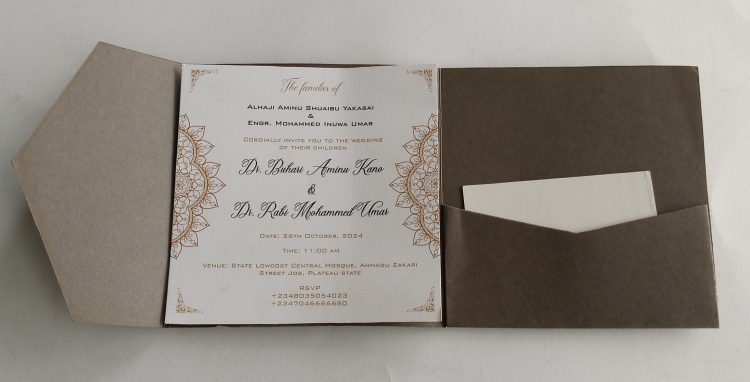 The families of
Alhaji Aminu Shuaibu Yakasai
&
Engr. Mohammed Inuwa Umar
Cordially invite you to the wedding
of their children
Dr. Buhari Aminu Kano
&
Dr. Rabi Mohammed Umar
Date: 26th October, 2024
Time: 11:00 am
Venue: State Lowcost Central Mosque, Ahmadu Zakari
Street Jos, Plateau state
RSVP
+2348035054023
+2347046666660